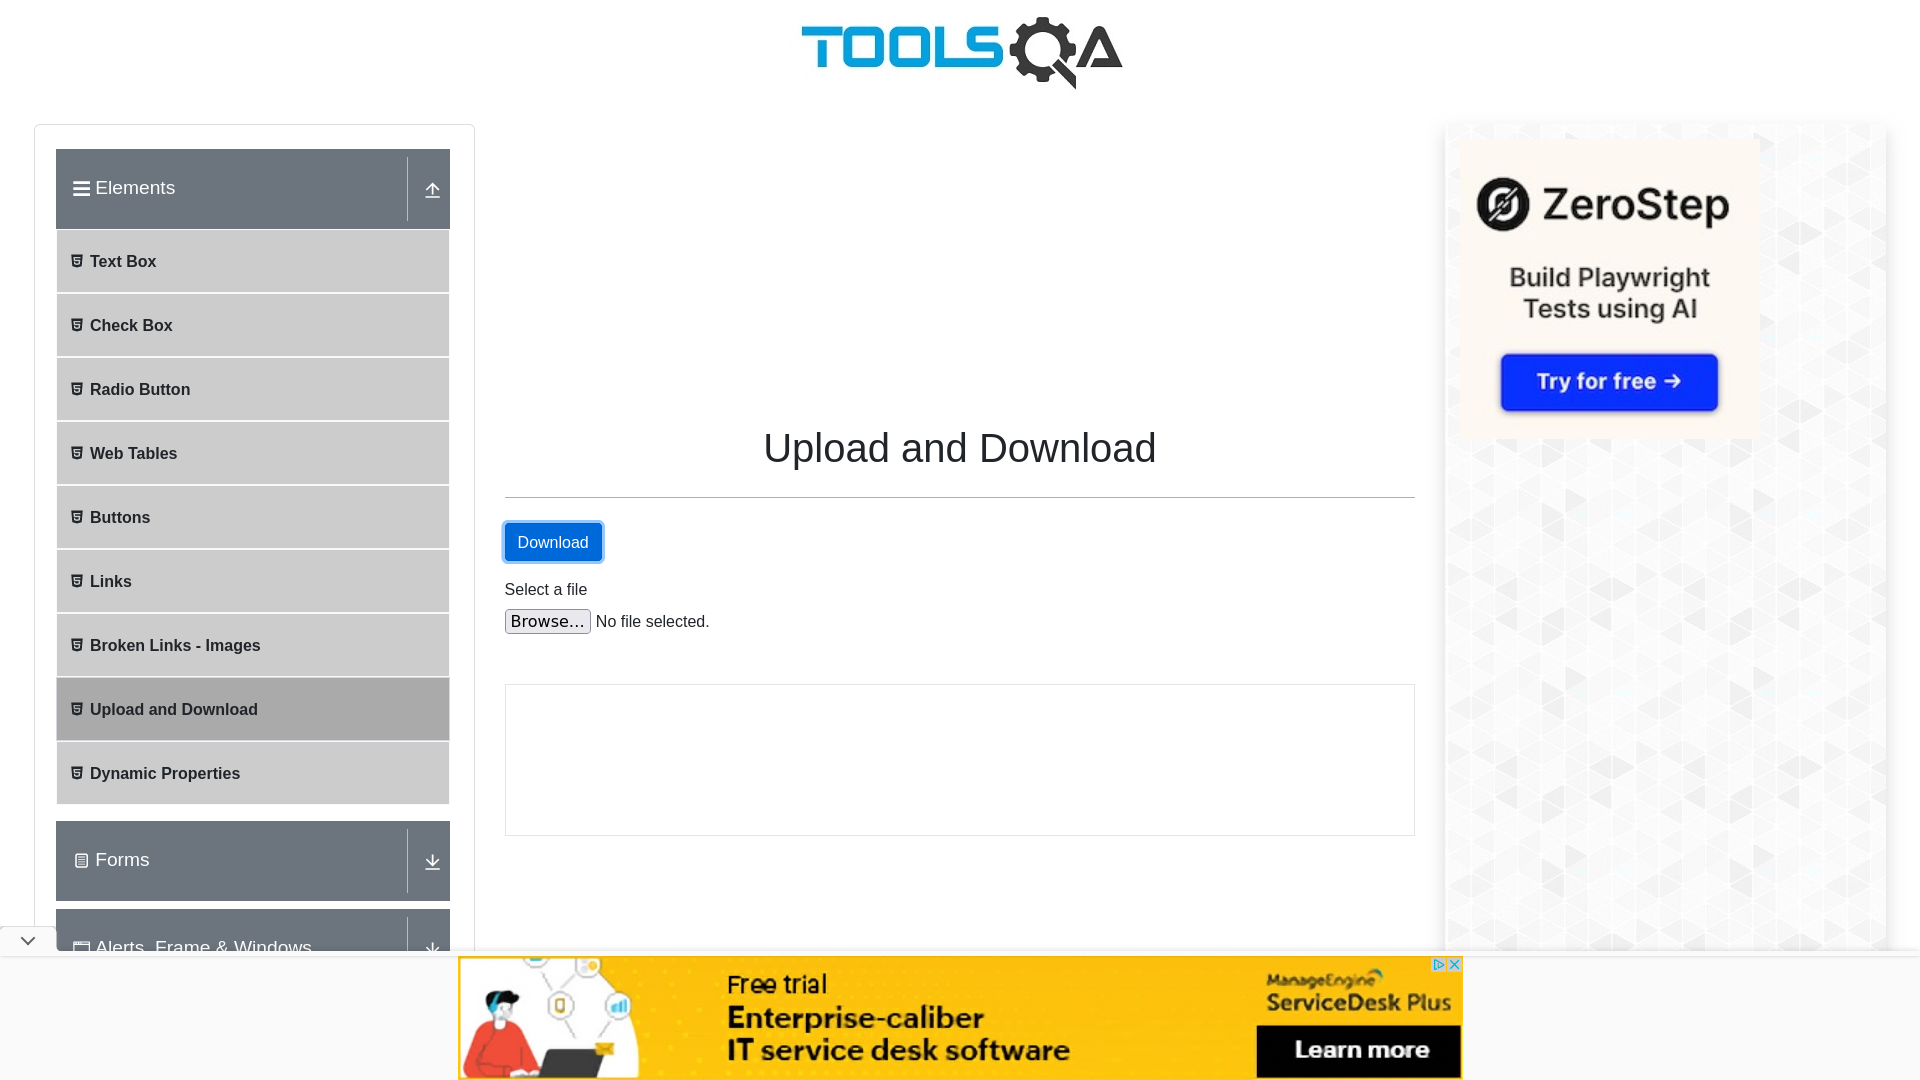 TOOLSQA
Elements
Text Box
Check Box
Radio Button
Web Tables
Buttons
Links
Broken Links - Images
Upload and Download
Dynamic Properties
Forms
Alerts, Frame & Windows
Upload and Download
Download
Select a file
Browse... No file selected.
ZeroStep
Build Playwright
Tests using AI
Try for free →
Free trial
Enterprise-caliber
IT service desk software
ManageEngine
ServiceDesk Plus
Learn more